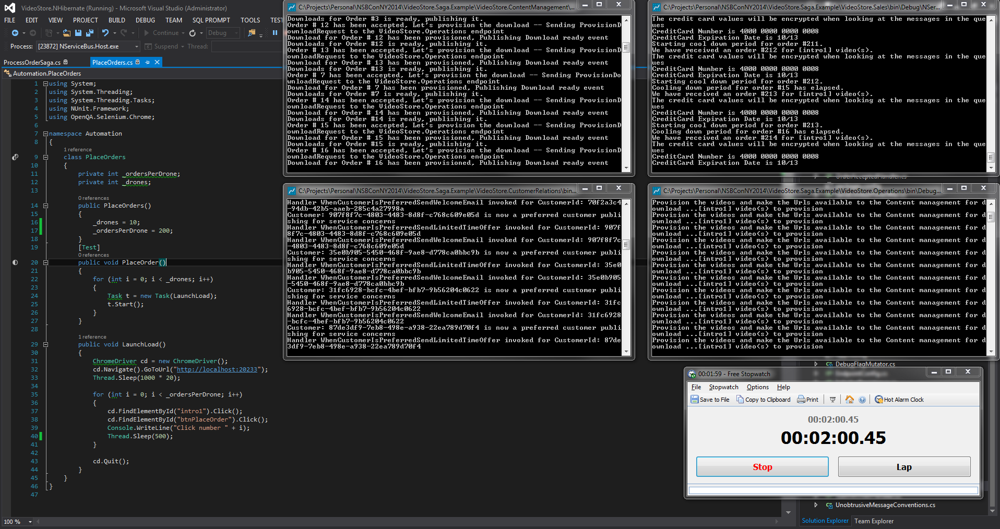 VideoStore.NHibernate (Running) - Microsoft Visual Studio (Administrator)
FILE EDIT VIEW PROJECT BUILD DEBUG TEAM SQL PROMPT TOOLS TEST
Continue Debug
Process: [23872] NServiceBus.Host.exe Suspend Thread:
ProcessOrderSaga.cs PlaceOrders.cs
Automation.PlaceOrders
1 using System;
2 using System.Threading;
3 using System.Threading.Tasks;
4 using NUnit.Framework;
5 using OpenQA.Selenium.Chrome;
6
7 namespace Automation
8 {
1 reference
9 class PlaceOrders
10 {
11 private int _ordersPerDrone;
12 private int _drones;
13
0 references
14 public PlaceOrders()
15 {
16 _drones = 10;
17 _ordersPerDrone = 200;
18 }
19 [Test]
0 references
20 public void PlaceOrder()
21 {
22 for (int i = 0; i < _drones; i++)
23 {
24 Task t = new Task(LaunchLoad);
25 t.Start();
26 }
27 }
28
1 reference
29 public void LaunchLoad()
30 {
31 ChromeDriver cd = new ChromeDriver();
32 cd.Navigate().GoToUrl("http://localhost:20233");
33 Thread.Sleep(1000 * 20);
34
35 for (int i = 0; i < _ordersPerDrone; i++)
36 {
37 cd.FindElementById("intro1").Click();
38 cd.FindElementById("btnPlaceOrder").Click();
39 Console.WriteLine("Click number " + i);
40 Thread.Sleep(500);
41 }
42
43 cd.Quit();
44 }
45 }
46 }
47
100 %
C:\Projects\Personal\NSBConNY2014\VideoStore.Saga.Example\VideoStore.ContentManagement\...
Downloads for Order #3 is ready, publishing it.
Order # 12 has been accepted, Let's provision the download -- Sending ProvisionD
ownloadRequest to the VideoStore.Operations endpoint
Download for Order # 12 has been provisioned, Publishing Download ready event
Downloads for Order #12 is ready, publishing it.
Order # 13 has been accepted, Let's provision the download -- Sending ProvisionD
ownloadRequest to the VideoStore.Operations endpoint
Download for Order # 13 has been provisioned, Publishing Download ready event
Downloads for Order #13 is ready, publishing it.
Order # 7 has been accepted, Let's provision the download -- Sending ProvisionDo
wnloadRequest to the VideoStore.Operations endpoint
Download for Order # 7 has been provisioned, Publishing Download ready event
Downloads for Order #7 is ready, publishing it.
Order # 14 has been accepted, Let's provision the download -- Sending ProvisionD
ownloadRequest to the VideoStore.Operations endpoint
Download for Order # 14 has been provisioned, Publishing Download ready event
Downloads for Order #14 is ready, publishing it.
Order # 15 has been accepted, Let's provision the download -- Sending ProvisionD
ownloadRequest to the VideoStore.Operations endpoint
Download for Order # 15 has been provisioned, Publishing Download ready event
Downloads for Order #15 is ready, publishing it.
Order # 16 has been accepted, Let's provision the download -- Sending ProvisionD
ownloadRequest to the VideoStore.Operations endpoint
Download for Order # 16 has been provisioned, Publishing Download ready event
C:\Projects\Personal\NSBConNY2014\VideoStore.Saga.Example\VideoStore.Sales\bin\Debug\NSer...
The credit card values will be encrypted when looking at the messages in the que
ues
CreditCard Number is 4000 0000 0000 0008
CreditCard Expiration Date is 10/13
Starting cool down period for order #211.
We have received an order #212 for [intro1] video(s).
The credit card values will be encrypted when looking at the messages in the que
ues
CreditCard Number is 4000 0000 0000 0008
CreditCard Expiration Date is 10/13
Starting cool down period for order #212.
Cooling down period for order #15 has elapsed.
We have received an order #213 for [intro1] video(s).
The credit card values will be encrypted when looking at the messages in the que
ues
CreditCard Number is 4000 0000 0000 0008
CreditCard Expiration Date is 10/13
Starting cool down period for order #213.
Cooling down period for order #16 has elapsed.
We have received an order #214 for [intro1] video(s).
The credit card values will be encrypted when looking at the messages in the que
ues
CreditCard Number is 4000 0000 0000 0008
CreditCard Expiration Date is 10/13
C:\Projects\Personal\NSBConNY2014\VideoStore.Saga.Example\VideoStore.CustomerRelations\bin...
Handler WhenCustomerIsPreferredSendWelcomeEmail invoked for CustomerId: 70f2a3c4
-94db-42b5-aaeb-285c4a27998a
Customer: 907f8f7c-4803-4483-8d8f-c768c609e05d is now a preferred customer publi
shing for service concerns
Handler WhenCustomerIsPreferredSendLimitedTimeOffer invoked for CustomerId: 907f
8f7c-4803-4483-8d8f-c768c609e05d
Handler WhenCustomerIsPreferredSendWelcomeEmail invoked for CustomerId: 907f8f7c
-4803-4483-8d8f-c768c609e05d
Customer: 35e0b905-5450-468f-9ae8-d778ca0bbc9b is now a preferred customer publi
shing for service concerns
Handler WhenCustomerIsPreferredSendLimitedTimeOffer invoked for CustomerId: 35e0
b905-5450-468f-9ae8-d778ca0bbc9b
Handler WhenCustomerIsPreferredSendWelcomeEmail invoked for CustomerId: 35e0b905
-5450-468f-9ae8-d778ca0bbc9b
Customer: 31fc6928-bcfc-4bef-bfb7-9b56204c0622 is now a preferred customer publi
shing for service concerns
Handler WhenCustomerIsPreferredSendLimitedTimeOffer invoked for CustomerId: 31fc
6928-bcfc-4bef-bfb7-9b56204c0622
Handler WhenCustomerIsPreferredSendWelcomeEmail invoked for CustomerId: 31fc6928
-bcfc-4bef-bfb7-9b56204c0622
Customer: 87de3df9-7eb8-498e-a938-22ea789d70f4 is now a preferred customer publi
shing for service concerns
Handler WhenCustomerIsPreferredSendLimitedTimeOffer invoked for CustomerId: 87de
3df9-7eb8-498e-a938-22ea789d70f4
C:\Projects\Personal\NSBConNY2014\VideoStore.Saga.Example\VideoStore.Operations\bin\Debug...
Provision the videos and make the Urls available to the Content management for d
ownload ...[intro1] video(s) to provision
Provision the videos and make the Urls available to the Content management for d
ownload ...[intro1] video(s) to provision
Provision the videos and make the Urls available to the Content management for d
ownload ...[intro1] video(s) to provision
Provision the videos and make the Urls available to the Content management for d
ownload ...[intro1] video(s) to provision
Provision the videos and make the Urls available to the Content management for d
ownload ...[intro1] video(s) to provision
Provision the videos and make the Urls available to the Content management for d
ownload ...[intro1] video(s) to provision
Provision the videos and make the Urls available to the Content management for d
ownload ...[intro1] video(s) to provision
Provision the videos and make the Urls available to the Content management for d
ownload ...[intro1] video(s) to provision
Provision the videos and make the Urls available to the Content management for d
ownload ...[intro1] video(s) to provision
Provision the videos and make the Urls available to the Content management for d
ownload ...[intro1] video(s) to provision
Provision the videos and make the Urls available to the Content management for d
ownload ...[intro1] video(s) to provision
Provision the videos and make the Urls available to the Content management for d
ownload ...[intro1] video(s) to provision
DebugFlagMutator.cs
00:01:59 - Free Stopwatch
File Stopwatch Options Help
Save to File Copy to Clipboard Print Hot Alarm Clock
00:02:00.45
00:02:00.45
Stop Lap
UnobtrusiveMessageConventions.cs
Solution Explorer Team Explorer